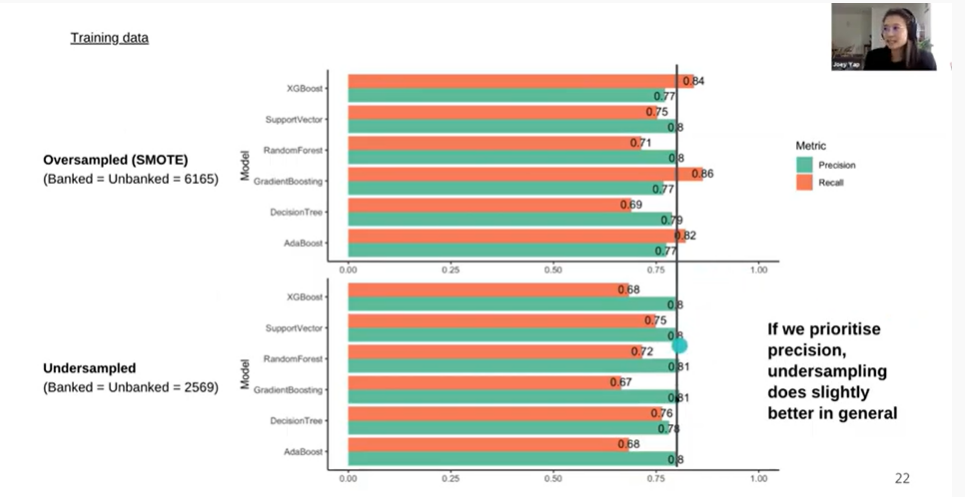 Training data
Joey Yap
Oversampled (SMOTE)
(Banked = Unbanked = 6165)
Model
XGBoost
0.84
0.77
SupportVector
0.75
0.8
RandomForest
0.71
0.8
GradientBoosting
0.86
0.77
DecisionTree
0.69
0.79
AdaBoost
0.82
0.77
0.00 0.25 0.50 0.75 1.00
Metric
Precision
Recall
Undersampled
(Banked = Unbanked = 2569)
Model
XGBoost
0.68
0.8
SupportVector
0.75
0.8
RandomForest
0.72
0.81
GradientBoosting
0.67
0.81
DecisionTree
0.76
0.78
AdaBoost
0.68
0.8
0.00 0.25 0.50 0.75 1.00
If we prioritise
precision,
undersampling
does slightly
better in general
22